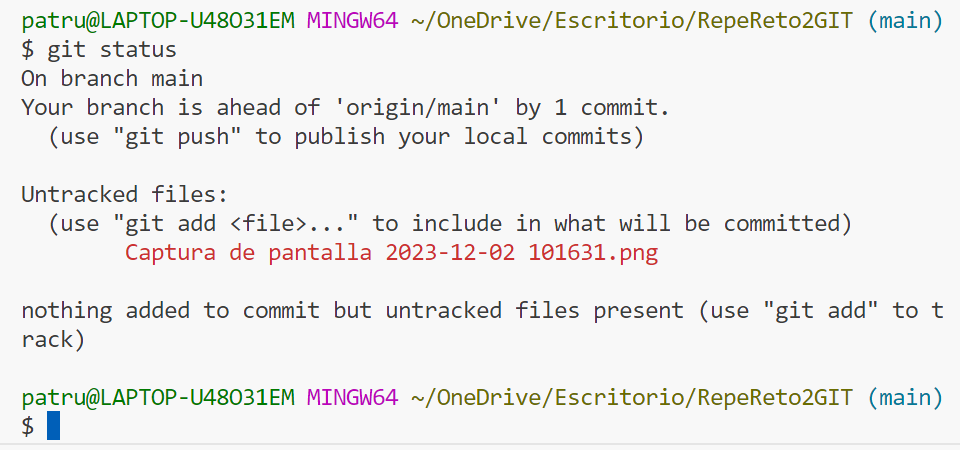 patru@LAPTOP-U48O31EM MINGW64 ~/OneDrive/Escritorio/RepeReto2GIT (main)
$ git status
On branch main
Your branch is ahead of 'origin/main' by 1 commit.
  (use "git push" to publish your local commits)
Untracked files:
  (use "git add <file>..." to include in what will be committed)
        Captura de pantalla 2023-12-02 101631.png
nothing added to commit but untracked files present (use "git add" to t
rack)
patru@LAPTOP-U48O31EM MINGW64 ~/OneDrive/Escritorio/RepeReto2GIT (main)
$